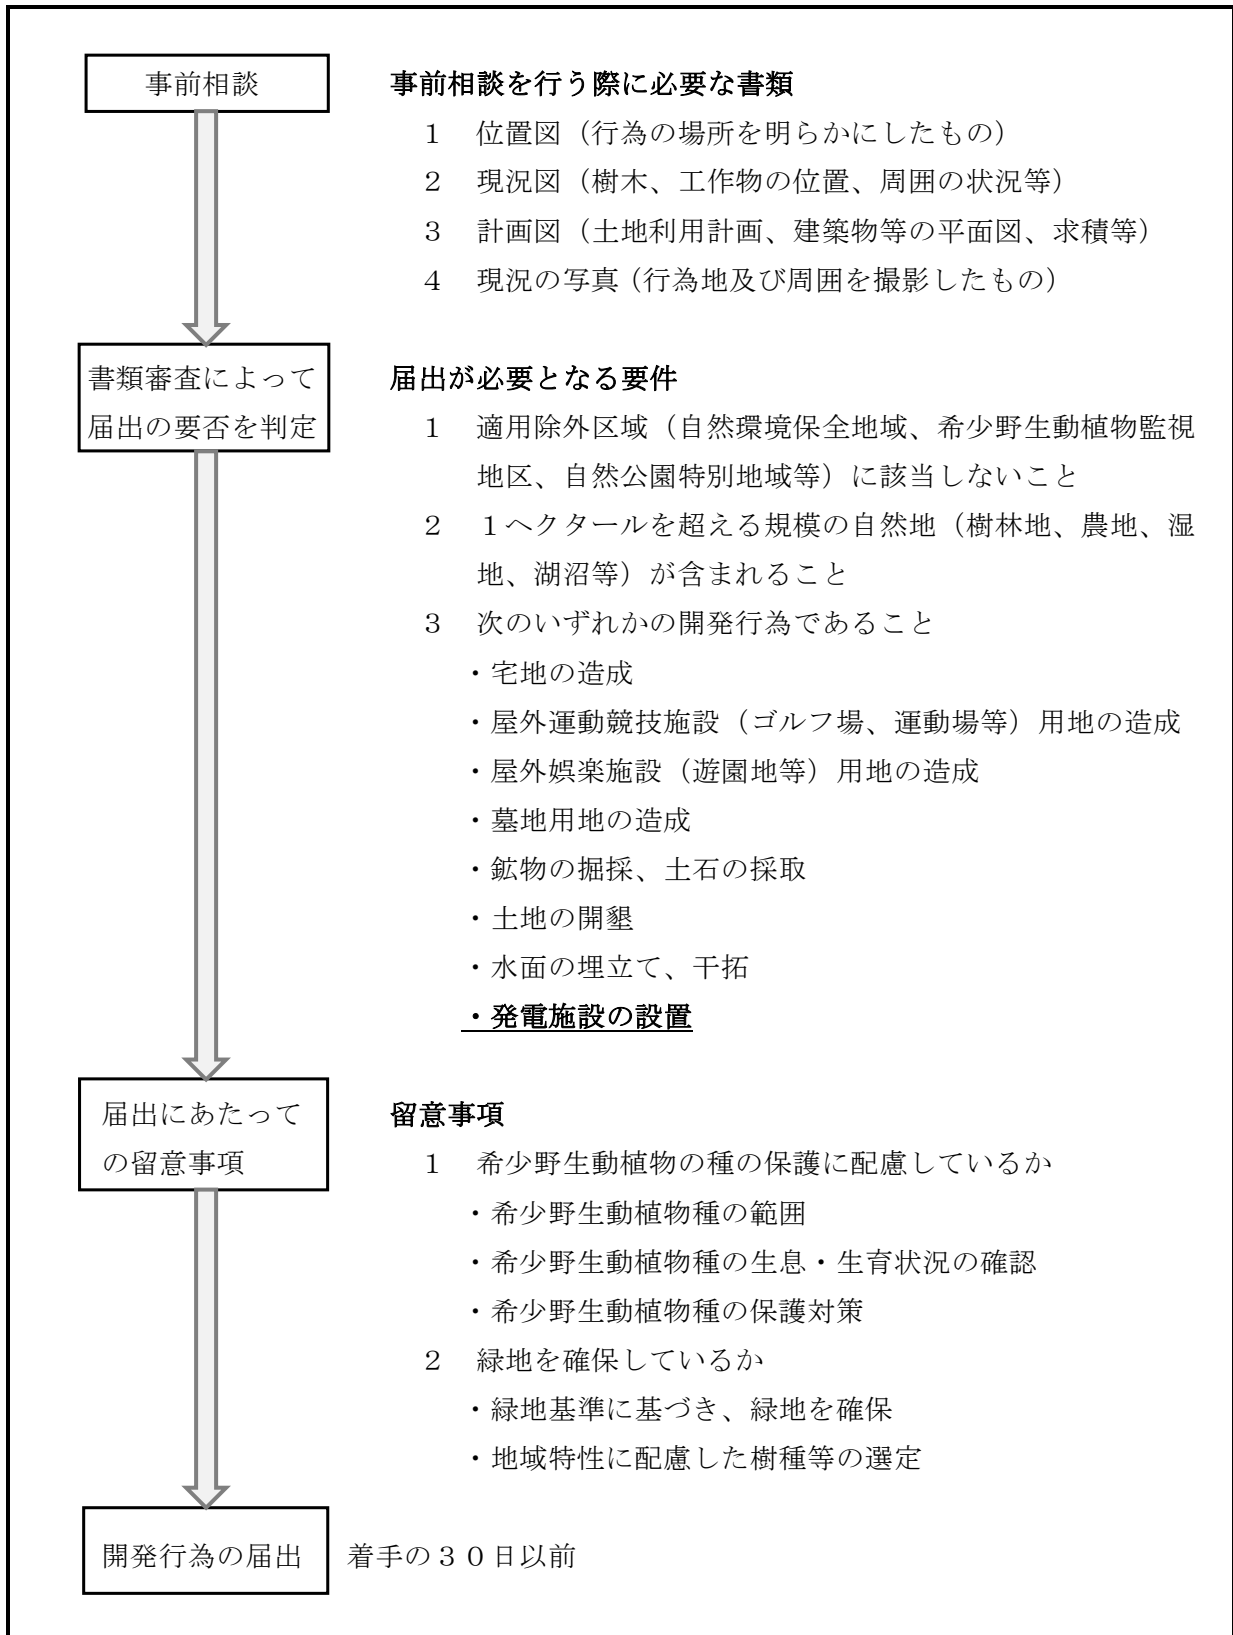 事前相談
事前相談を行う際に必要な書類
１　位置図（行為の場所を明らかにしたもの）
２　現況図（樹木、工作物の位置、周囲の状況等）
３　計画図（土地利用計画、建築物等の平面図、求積等）
４　現況の写真（行為地及び周囲を撮影したもの）
書類審査によって
届出の要否を判定
届出が必要となる要件
１　適用除外区域（自然環境保全地域、希少野生動植物監視
地区、自然公園特別地域等）に該当しないこと
２　１ヘクタールを超える規模の自然地（樹林地、農地、湿
地、湖沼等）が含まれること
３　次のいずれかの開発行為であること
・宅地の造成
・屋外運動競技施設（ゴルフ場、運動場等）用地の造成
・屋外娯楽施設（遊園地等）用地の造成
・墓地用地の造成
・鉱物の掘採、土石の採取
・土地の開墾
・水面の埋立て、干拓
・発電施設の設置
届出にあたって
の留意事項
留意事項
１　希少野生動植物の種の保護に配慮しているか
・希少野生動植物種の範囲
・希少野生動植物種の生息・生育状況の確認
・希少野生動植物種の保護対策
２　緑地を確保しているか
・緑地基準に基づき、緑地を確保
・地域特性に配慮した樹種等の選定
開発行為の届出
着手の３０日以前